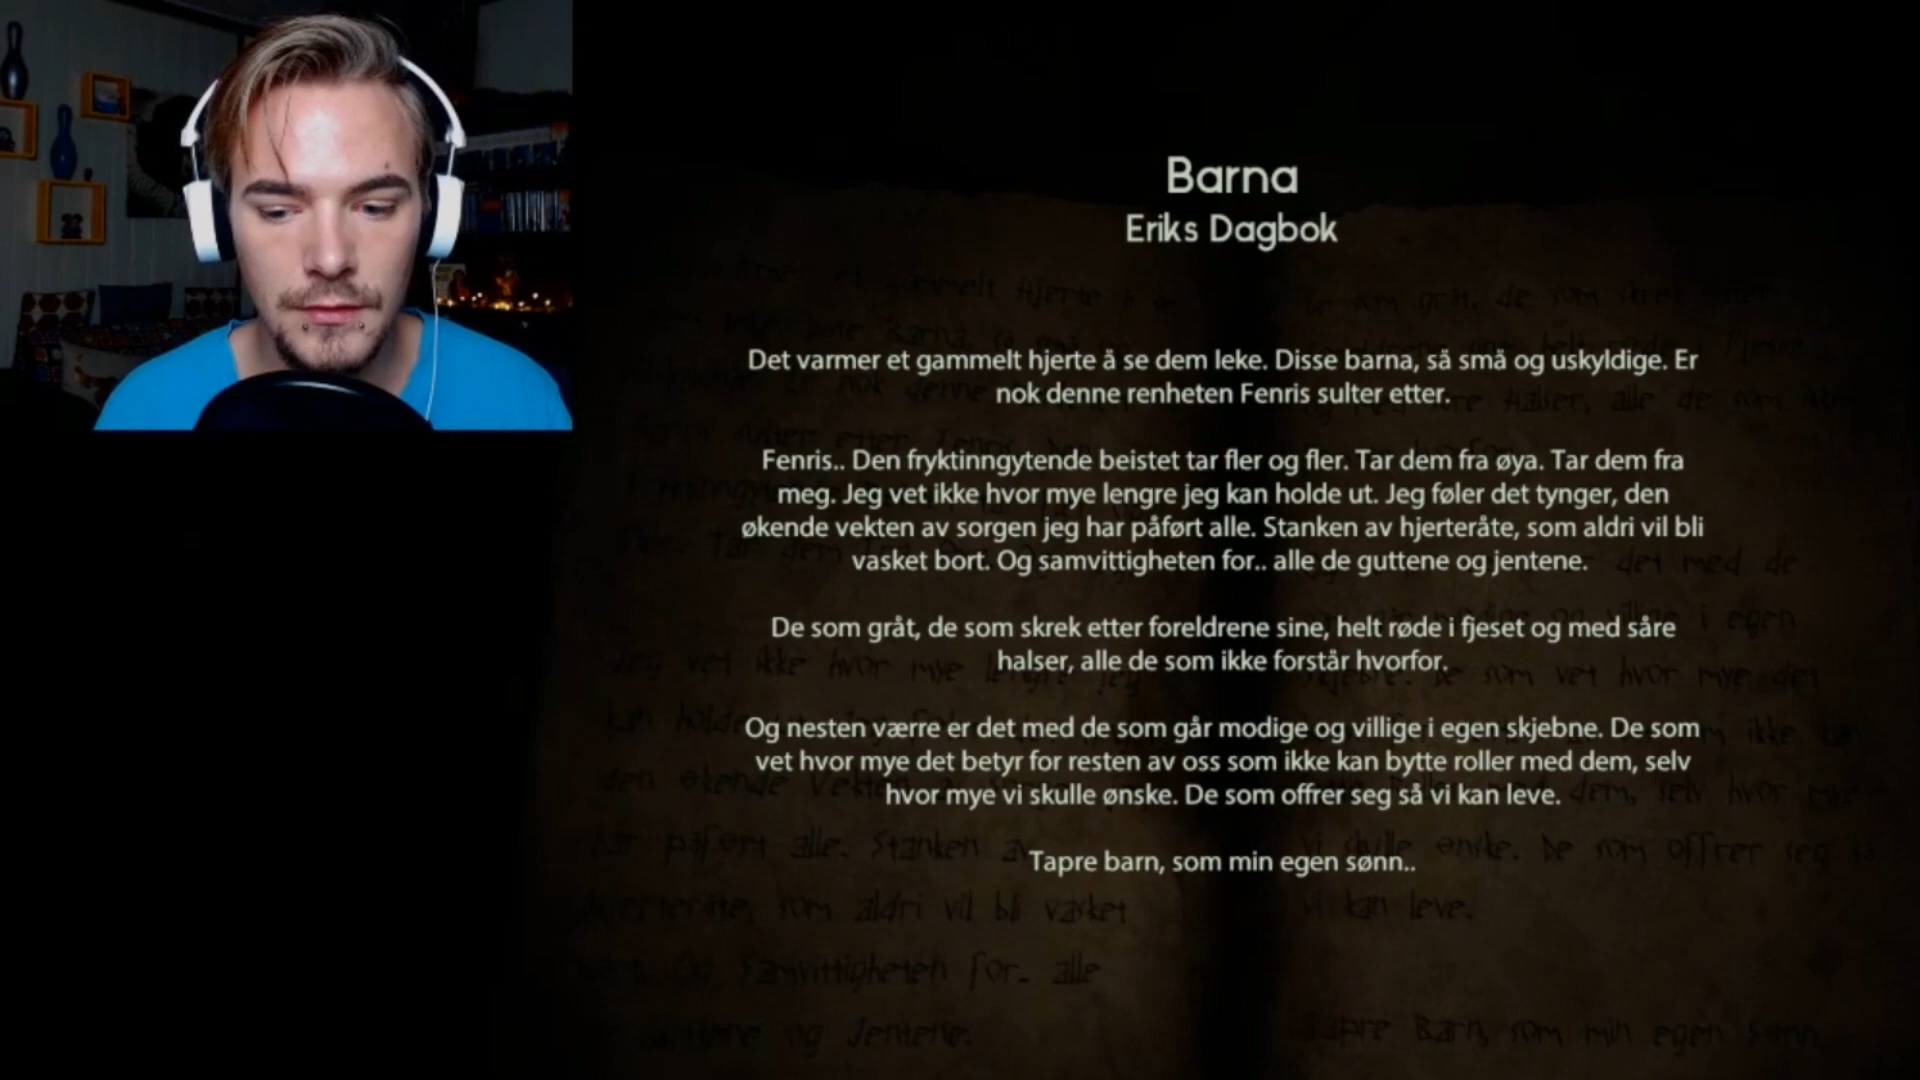 Barna
Eriks Dagbok
Det varmer et gammelt hjerte å se dem leke. Disse barna, så små og uskyldige. Er
nok denne renheten Fenris sulter etter.
Fenris.. Den fryktinngytende beistet tar fler og fler. Tar dem fra øya. Tar dem fra
meg. Jeg vet ikke hvor mye lengre jeg kan holde ut. Jeg føler det tynger, den
økende vekten av sorgen jeg har påført alle. Stanken av hjerteråte, som aldri vil bli
vasket bort. Og samvittigheten for.. alle de guttene og jentene.
De som gråt, de som skrek etter foreldrene sine, helt røde i fjeset og med såre
halser, alle de som ikke forstår hvorfor.
Og nesten værre er det med de som går modige og villige i egen skjebne. De som
vet hvor mye det betyr for resten av oss som ikke kan bytte roller med dem, selv
hvor mye vi skulle ønske. De som offrer seg så vi kan leve.
Tapre barn, som min egen sønn..